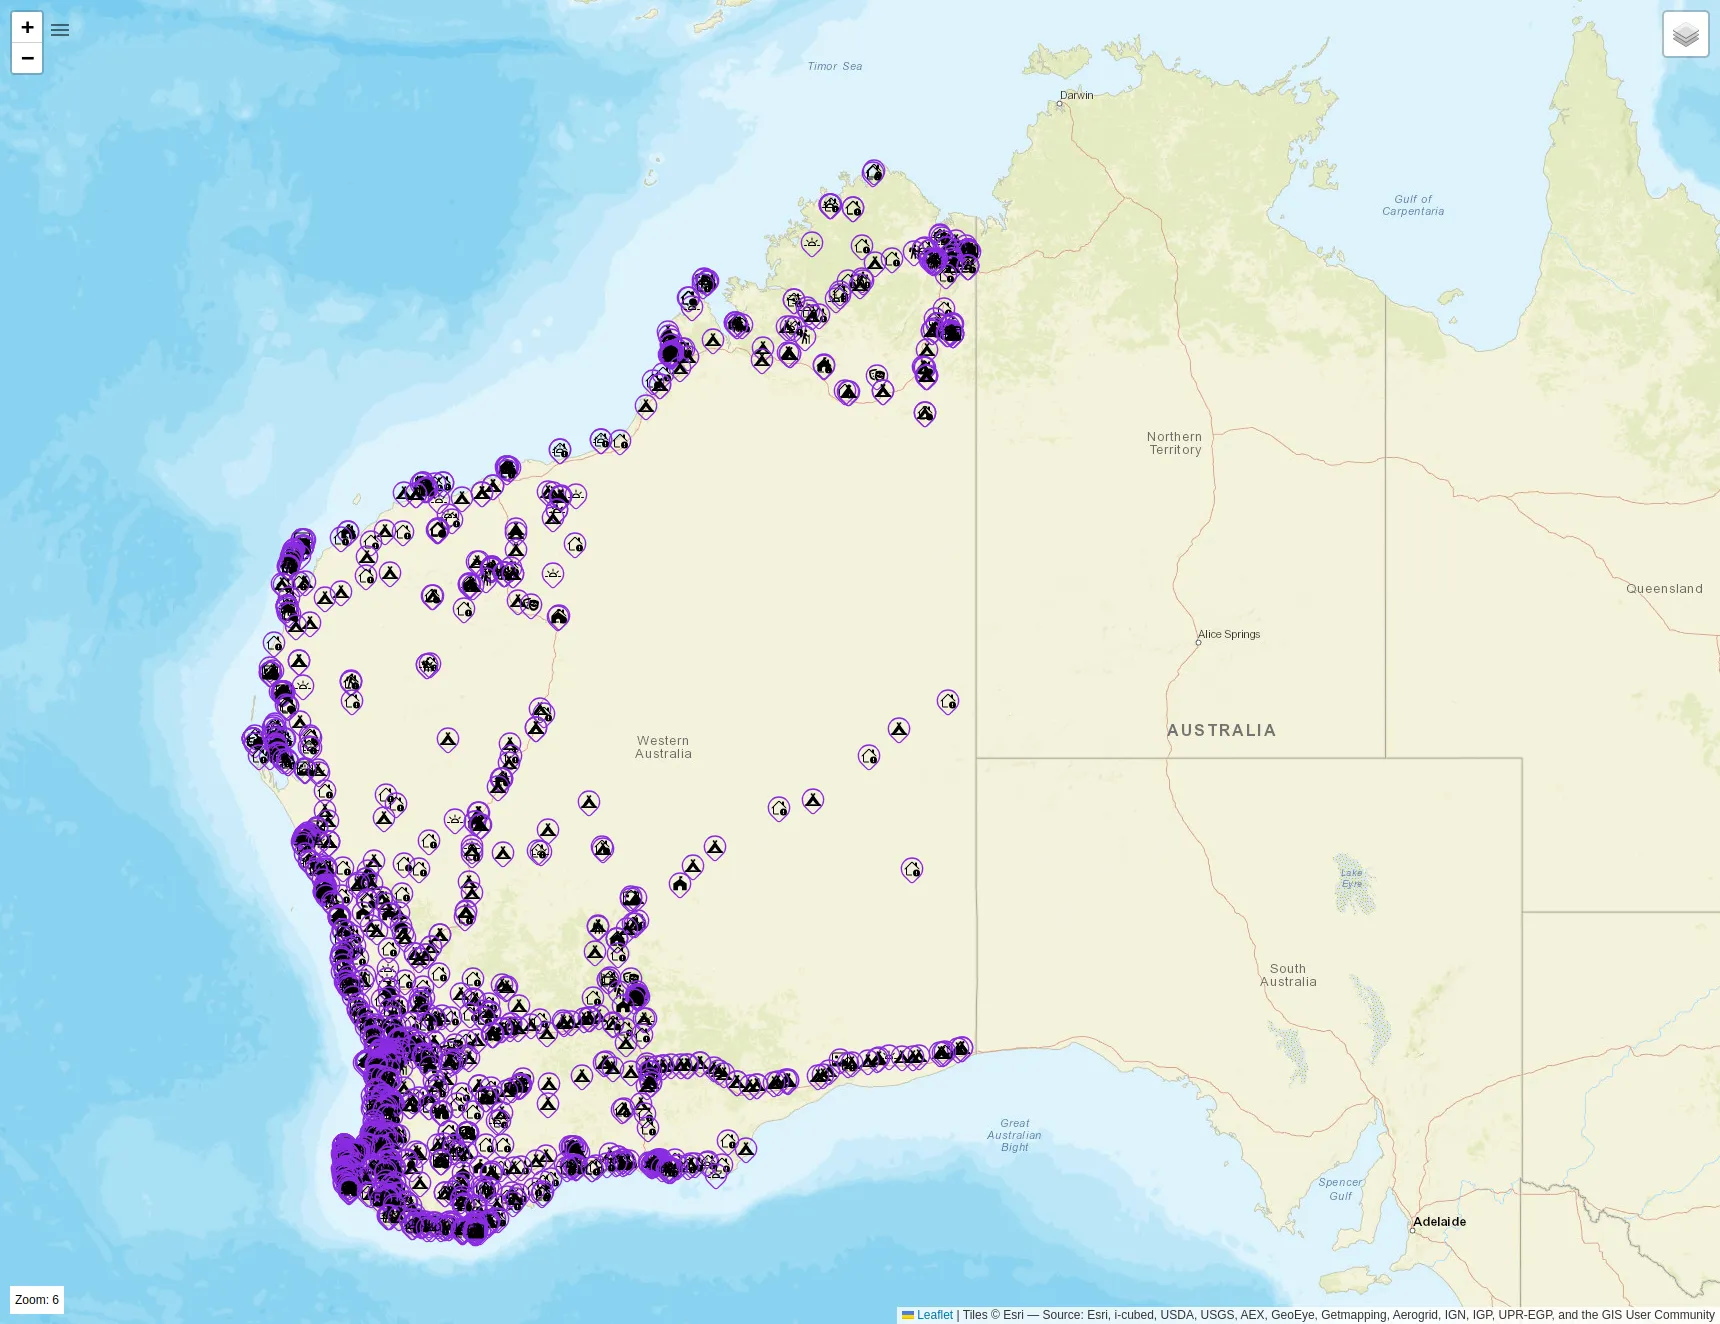 +
−
Timor Sea
Darwin
Gulf of
Carpentaria
Northern
Territory
Queensland
Alice Springs
AUSTRALIA
Western
Australia
Lake
Eyre
South
Australia
Great
Australian
Bight
Spencer
Gulf
Adelaide
Zoom: 6
Leaflet | Tiles © Esri — Source: Esri, i-cubed, USDA, USGS, AEX, GeoEye, Getmapping, Aerogrid, IGN, IGP, UPR-EGP, and the GIS User Community